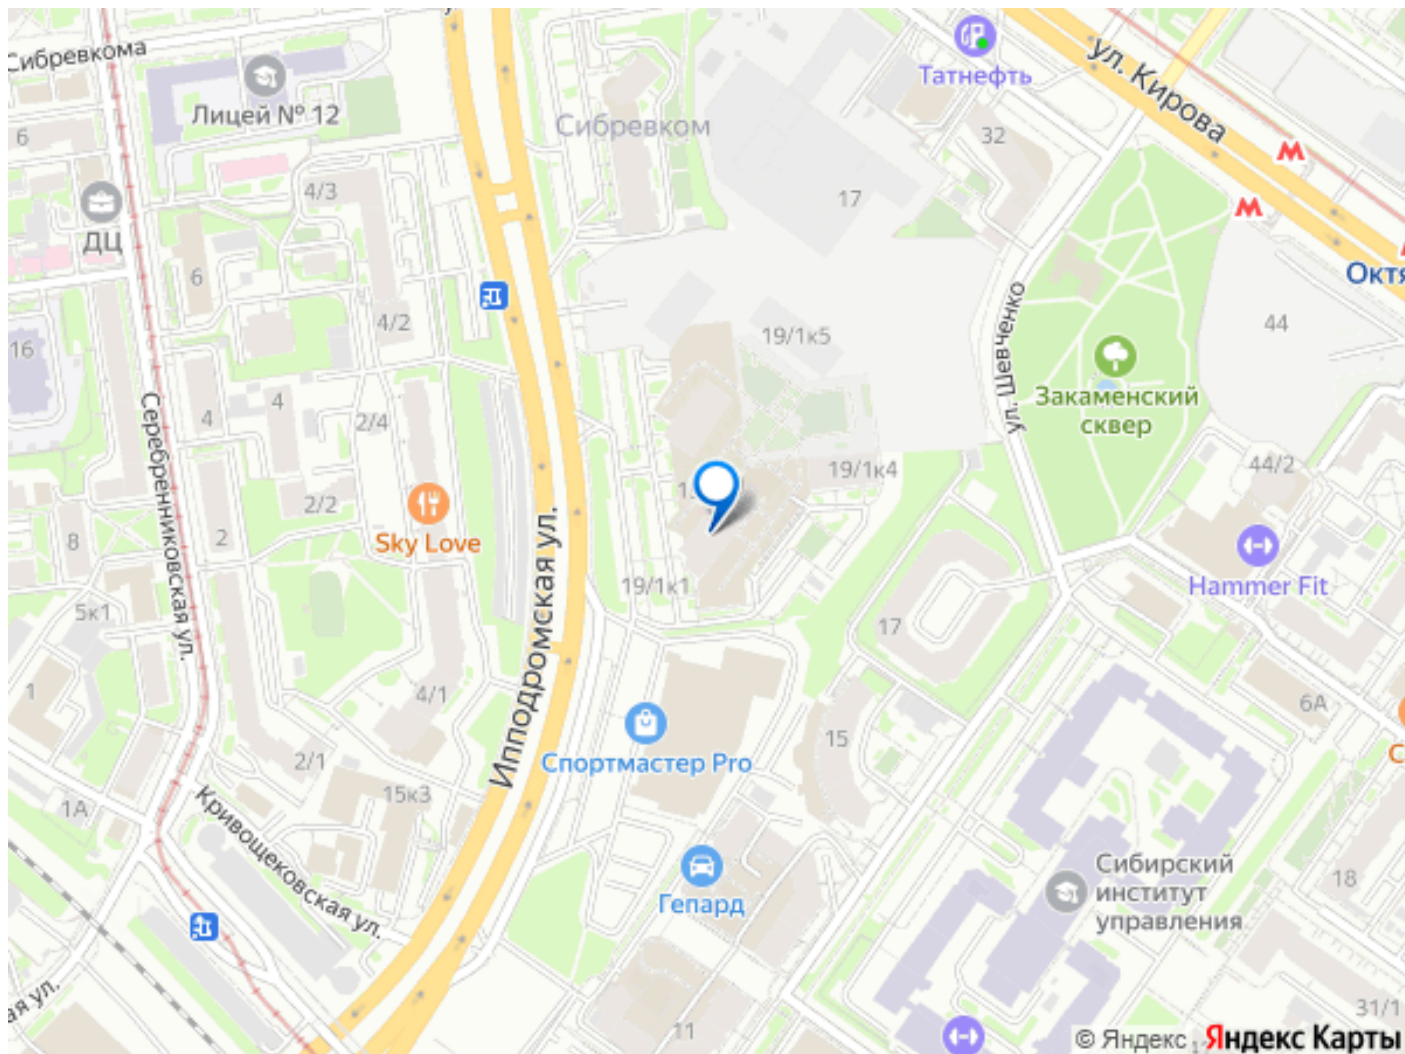 Сибревкома
Лицей № 12
Татнефть
ул. Кирова
Сибревком
6
4/3
32
17
ДЦ
6
4/2
Октя
16
19/1к5
44
ул. Шевченко
Закаменский
сквер
4
4
2/4
Серебренниковская ул.
19/1к4
44/2
2/2
8
2
Sky Love
Ипподромская ул.
19/1к1
Hammer Fit
5к1
17
1
4/1
6А
Спортмастер Pro
15
2/1
1А
15к3
Кривощековская ул.
Гепард
Сибирский
институт
управления
18
ая ул.
11
31/1
© Яндекс
Яндекс Карты